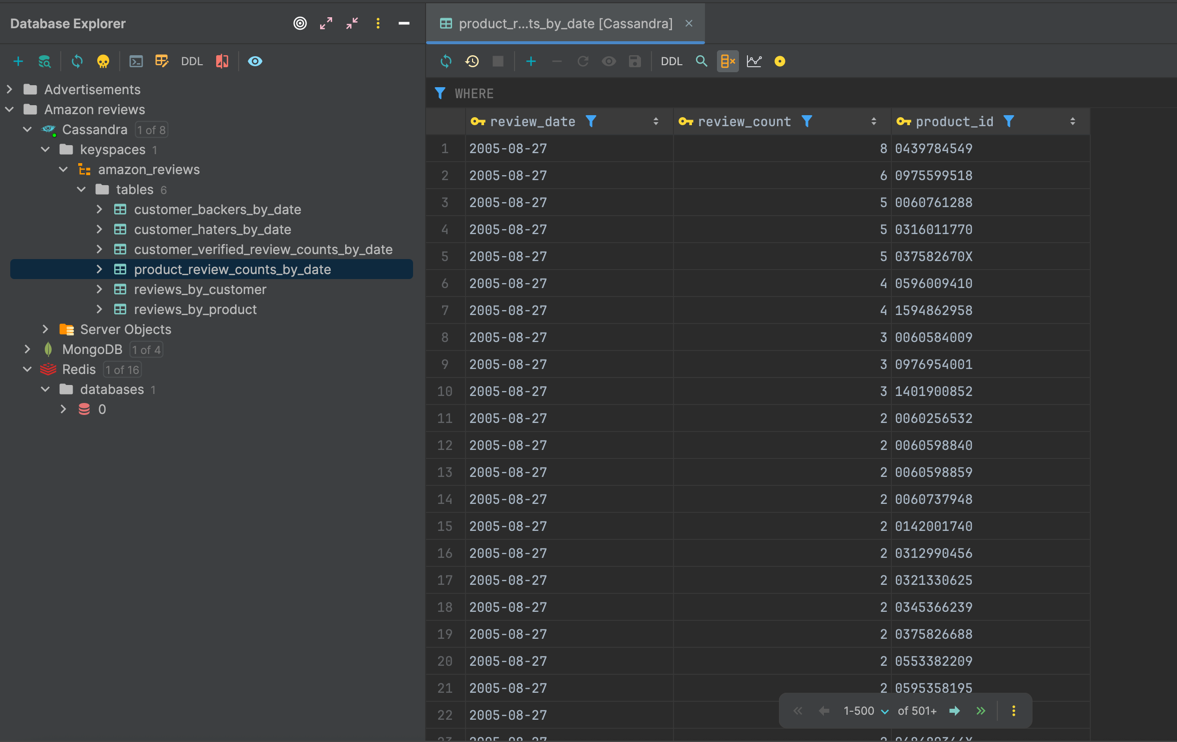 Database Explorer
DDL
Advertisements
Amazon reviews
Cassandra 1 of 8
keyspaces 1
amazon_reviews
tables 6
customer_backers_by_date
customer_haters_by_date
customer_verified_review_counts_by_date
product_review_counts_by_date
reviews_by_customer
reviews_by_product
Server Objects
MongoDB 1 of 4
Redis 1 of 16
databases 1
0
product_r...ts_by_date [Cassandra]
DDL
WHERE
review_date review_count product_id
1 2005-08-27 8 0439784549
2 2005-08-27 6 0975599518
3 2005-08-27 5 0060761288
4 2005-08-27 5 0316011770
5 2005-08-27 5 037582670X
6 2005-08-27 4 0596009410
7 2005-08-27 4 1594862958
8 2005-08-27 3 0060584009
9 2005-08-27 3 0976954001
10 2005-08-27 3 1401900852
11 2005-08-27 2 0060256532
12 2005-08-27 2 0060598840
13 2005-08-27 2 0060598859
14 2005-08-27 2 0060737948
15 2005-08-27 2 0142001740
16 2005-08-27 2 0312990456
17 2005-08-27 2 0321330625
18 2005-08-27 2 0345366239
19 2005-08-27 2 0375826688
20 2005-08-27 2 0553382209
21 2005-08-27 2 0595358195
22 2005-08-27
1-500 of 501+